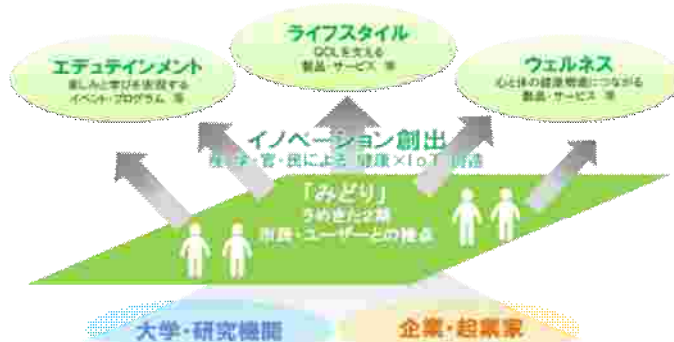 ライフスタイル
QOLを支える
製品・サービス 等
エデュテインメント
楽しみと学びを実現する
イベント・プログラム 等
ウェルネス
心と体の健康増進につながる
製品・サービス 等
イノベーション創出
産・学・官・民による「健康×IoT」創造
「みどり」
うめきた2期
市民・ユーザーとの接点
大学・研究機能
企業・起業家